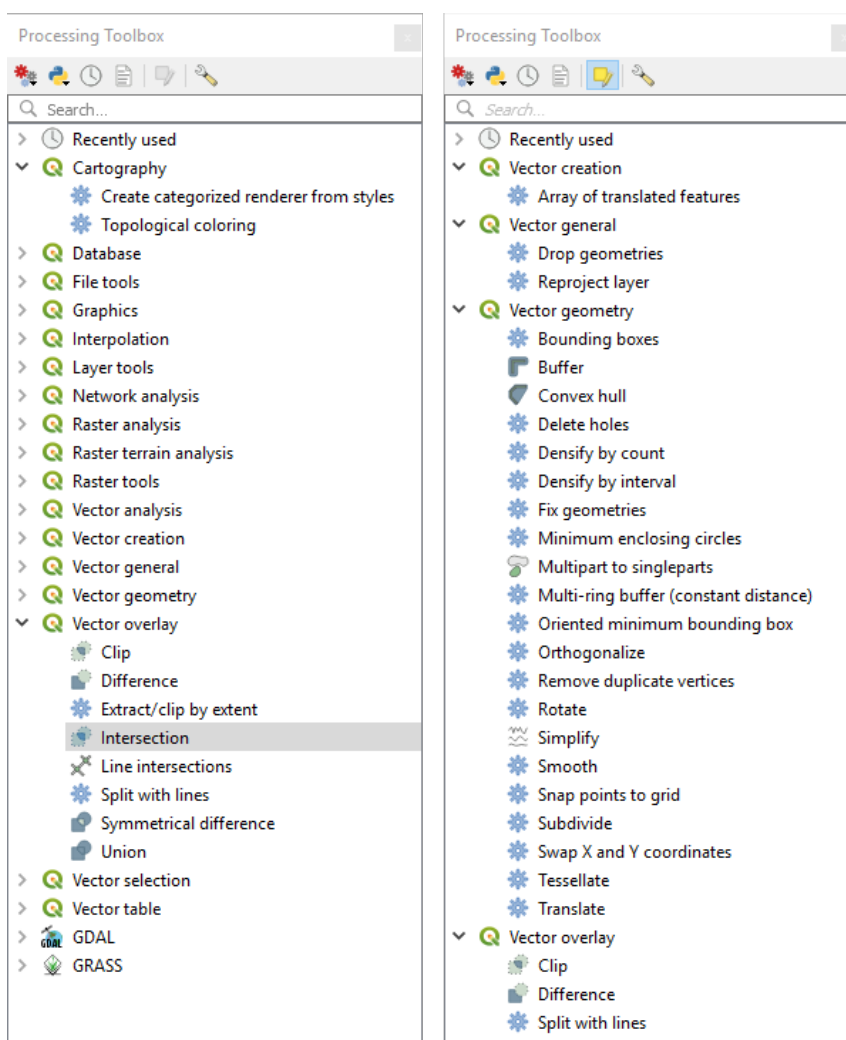 Processing Toolbox
x
Search...
Recently used
Cartography
Create categorized renderer from styles
Topological coloring
Database
File tools
Graphics
Interpolation
Layer tools
Network analysis
Raster analysis
Raster terrain analysis
Raster tools
Vector analysis
Vector creation
Vector general
Vector geometry
Vector overlay
Clip
Difference
Extract/clip by extent
Intersection
Line intersections
Split with lines
Symmetrical difference
Union
Vector selection
Vector table
GDAL
GDAL
GRASS
Processing Toolbox
Search...
Recently used
Vector creation
Array of translated features
Vector general
Drop geometries
Reproject layer
Vector geometry
Bounding boxes
Buffer
Convex hull
Delete holes
Densify by count
Densify by interval
Fix geometries
Minimum enclosing circles
Multipart to singleparts
Multi-ring buffer (constant distance)
Oriented minimum bounding box
Orthogonalize
Remove duplicate vertices
Rotate
Simplify
Smooth
Snap points to grid
Subdivide
Swap X and Y coordinates
Tessellate
Translate
Vector overlay
Clip
Difference
Split with lines